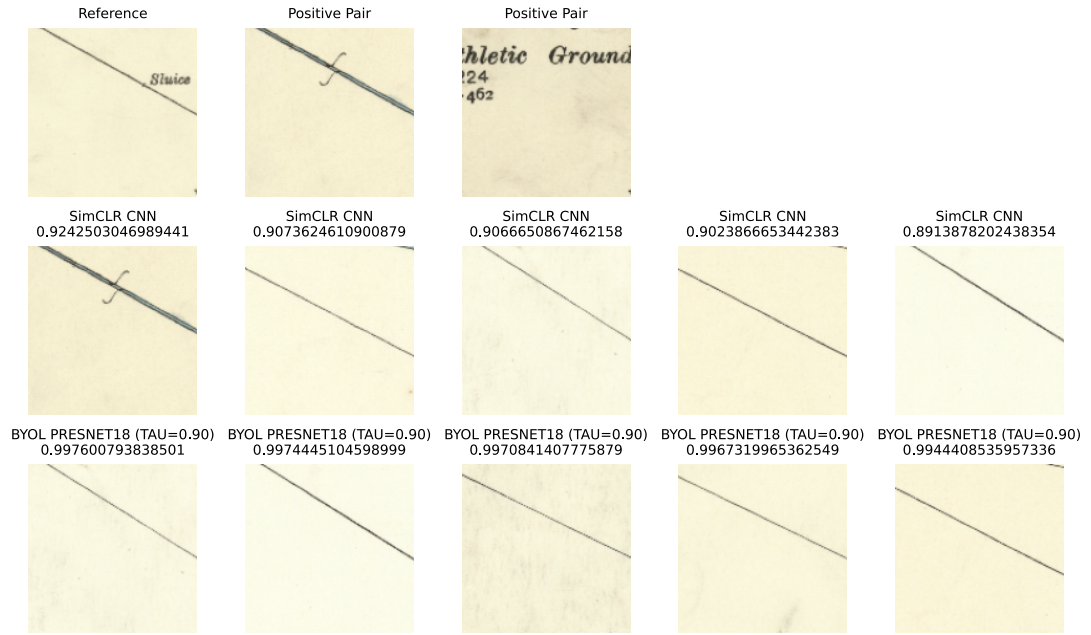 Reference
Positive Pair
Positive Pair
Sluice
thletic Ground
224
·462
SimCLR CNN
0.9242503046989441
SimCLR CNN
0.9073624610900879
SimCLR CNN
0.9066650867462158
SimCLR CNN
0.9023866653442383
SimCLR CNN
0.8913878202438354
BYOL PRESNET18 (TAU=0.90)
0.997600793838501
BYOL PRESNET18 (TAU=0.90)
0.9974445104598999
BYOL PRESNET18 (TAU=0.90)
0.9970841407775879
BYOL PRESNET18 (TAU=0.90)
0.9967319965362549
BYOL PRESNET18 (TAU=0.90)
0.9944408535957336